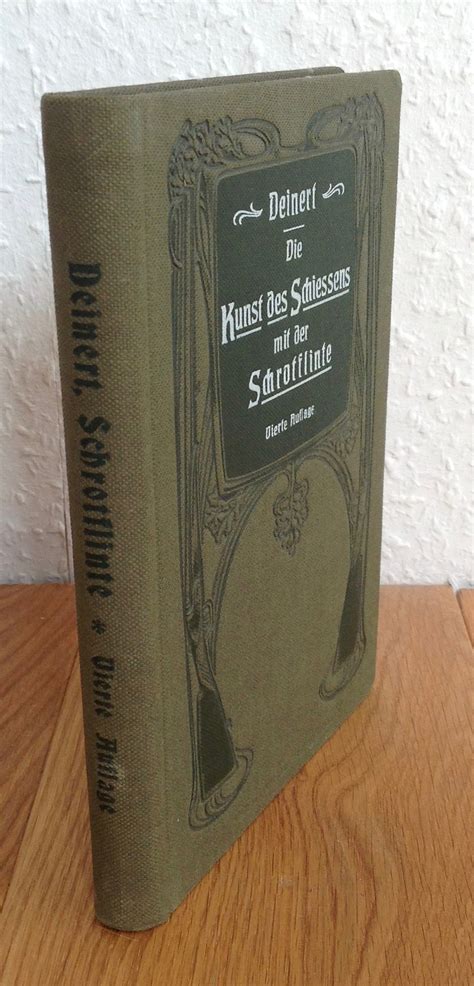 Deinert
Die
Kunst des Schiessens
mit der
Schrotflinte
Vierte Auflage
Deinert, Schrotflinte * Vierte Auflage